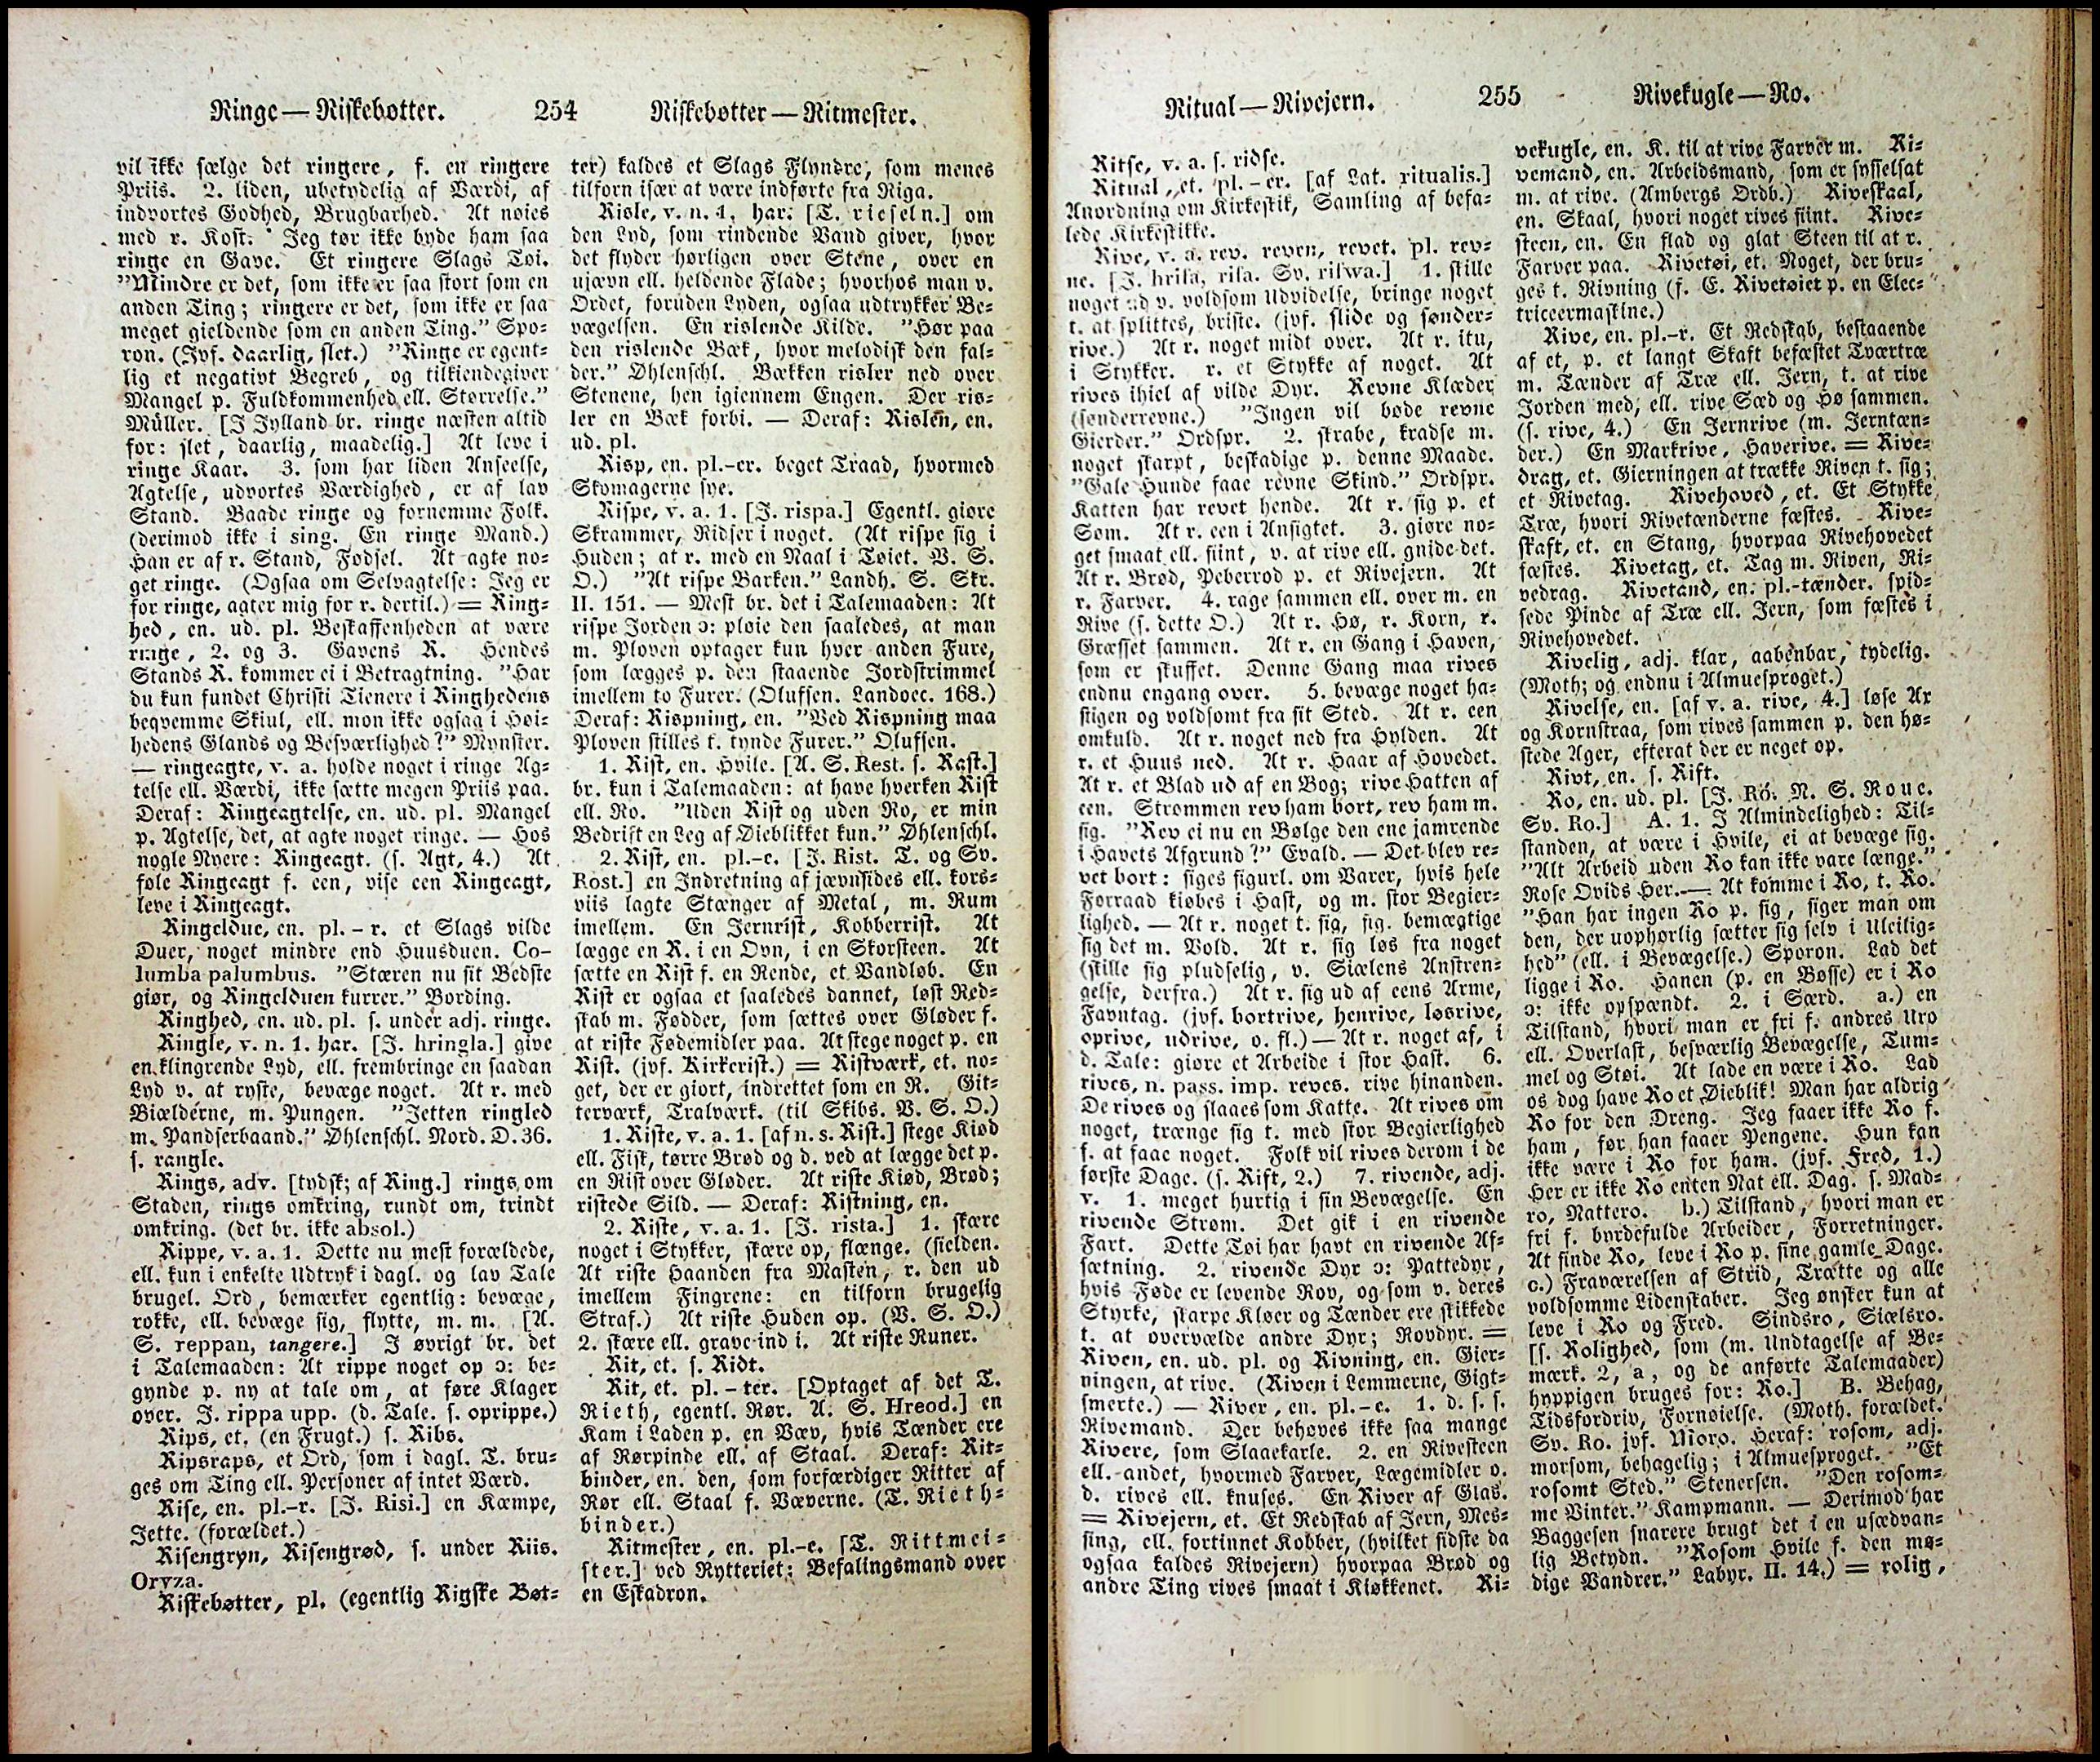 Ringe — Riskebøtter.
254
Riskebøtter — Ritmester.
vil ikke sælge det ringere, f. en ringere
Priis. 2. liden, ubetydelig af Værdi, af
indvortes Godhed, Brugbarhed. At nøies
med r. Kost. Jeg tør ikke byde ham saa
ringe en Gave. Et ringere Slags Tøi.
"Mindre er det, som ikke er saa stort som en
anden Ting; ringere er det, som ikke er saa
meget gieldende som en anden Ting." Spo-
ron. (Jvf. daarlig, slet.) "Ringe er egent-
lig et negativt Begreb, og tilkiendegiver
Mangel p. Fuldkommenhed ell. Størrelse."
Müller. [I Jylland br. ringe næsten altid
for: slet, daarlig, maadelig.] At leve i
ringe Kaar. 3. som har liden Anseelse,
Agtelse, udvortes Værdighed, er af lav
Stand. Baade ringe og fornemme Folk.
(derimod ikke i sing. En ringe Mand.)
Han er af r. Stand, Fødsel. At agte no-
get ringe. (Ogsaa om Selvagtelse: Jeg er
for ringe, agter mig for r. dertil.) = Ring-
hed, en. ud. pl. Beskaffenheden at være
ringe, 2. og 3. Gavens R. Hendes
Stands R. kommer ei i Betragtning. "Har
du kun fundet Christi Tienere i Ringhedens
beqvemme Skiul, ell. mon ikke ogsaa i Høi-
hedens Glands og Besværlighed?" Mynster.
— ringeagte, v. a. holde noget i ringe Ag-
telse ell. Værdi, ikke sætte megen Priis paa.
Deraf: Ringeagtelse, en. ud. pl. Mangel
p. Agtelse, det, at agte noget ringe. — Hos
nogle Nyere: Ringeagt. (s. Agt, 4.) At
føle Ringeagt f. een, vise een Ringeagt,
leve i Ringeagt.
Ringeldue, en. pl. - r. et Slags vilde
Duer, noget mindre end Huusduen. Co-
lumba palumbus. "Stæren nu sit Bedste
giør, og Ringelduen kurrer." Bording.
Ringhed, en. ud. pl. s. under adj. ringe.
Ringle, v. n. 1. har. [J. hringla.] give
en klingrende Lyd, ell. frembringe en saadan
Lyd v. at ryste, bevæge noget. At r. med
Biælderne, m. Pungen. "Jetten ringled
m. Pandserbaand." Øhlenschl. Nord. D. 36.
s. rangle.
Rings, adv. [tydsk; af Ring.] rings om
Staden, rings omkring, rundt om, trindt
omkring. (det br. ikke absol.)
Rippe, v. a. 1. Dette nu mest forældede,
ell. kun i enkelte Udtryk i dagl. og lav Tale
brugel. Ord, bemærker egentlig: bevæge,
rokke, ell. bevæge sig, flytte, m. m. [A.
S. reppan, tangere.] I øvrigt br. det
i Talemaaden: At rippe noget op ɔ: be-
gynde p. ny at tale om, at føre Klager
over. J. rippa upp. (d. Tale. s. oprippe.)
Rips, et. (en Frugt.) s. Ribs.
Ripsraps, et Ord, som i dagl. T. bru-
ges om Ting ell. Personer af intet Værd.
Rise, en. pl.-r. [J. Risi.] en Kæmpe,
Jette. (forældet.)
Risengryn, Risengrød, s. under Riis.
Oryza.
Riskebøtter, pl. (egentlig Rigske Bøt-
ter) kaldes et Slags Flyndre, som menes
tilforn især at være indførte fra Riga.
Risle, v. n. 1. har. [T. rieseln.] om
den Lyd, som rindende Vand giver, hvor
det flyder hørligen over Stene, over en
ujævn ell. heldende Flade; hvorhos man v.
Ordet, foruden Lyden, ogsaa udtrykker Be-
vægelsen. En rislende Kilde. "Hør paa
den rislende Bæk, hvor melodisk den fal-
der." Øhlenschl. Bækken risler ned over
Stenene, hen igiennem Engen. Der ris-
ler en Bæk forbi. — Deraf: Rislen, en.
ud. pl.
Risp, en. pl.-er. beget Traad, hvormed
Skomagerne sye.
Rispe, v. a. 1. [J. rispa.] Egentl. giøre
Skrammer, Ridser i noget. (At rispe sig i
Huden; at r. med en Naal i Tøiet. V. S.
O.) "At rispe Barken." Landh. S. Skr.
II. 151. — Mest br. det i Talemaaden: At
rispe Jorden ɔ: pløie den saaledes, at man
m. Ploven optager kun hver anden Fure,
som lægges p. den staaende Jordstrimmel
imellem to Furer. (Olufsen. Landoec. 168.)
Deraf: Rispning, en. "Ved Rispning maa
Ploven stilles t. tynde Furer." Olufsen.
1. Rist, en. Hvile. [A. S. Rest. s. Rast.]
br. kun i Talemaaden: at have hverken Rist
ell. Ro. "Uden Rist og uden Ro, er min
Bedrift en Leg af Øieblikket kun." Øhlenschl.
2. Rist, en. pl.-e. [J. Rist. T. og Sv.
Rost.] en Indretning af jævnsides ell. kors-
viis lagte Stænger af Metal, m. Rum
imellem. En Jernrist, Kobberrist. At
lægge en R. i en Ovn, i en Skorsteen. At
sætte en Rist f. en Rende, et Vandløb. En
Rist er ogsaa et saaledes dannet, løst Red-
skab m. Fødder, som sættes over Gløder f.
at riste Fødemidler paa. At stege noget p. en
Rist. (jvf. Kirkerist.) = Ristværk, et. no-
get, der er giort, indrettet som en R. Git-
terværk, Tralværk. (til Skibs. V. S. O.)
1. Riste, v. a. 1. [af n. s. Rist.] stege Kiød
ell. Fisk, tørre Brød og d. ved at lægge det p.
en Rist over Gløder. At riste Kiød, Brød;
ristede Sild. — Deraf: Ristning, en.
2. Riste, v. a. 1. [J. rista.] 1. skære
noget i Stykker, skære op, flænge. (sielden.
At riste Haanden fra Masten, r. den ud
imellem Fingrene: en tilforn brugelig
Straf.) At riste Huden op. (V. S. O.)
2. skære ell. grave ind i. At riste Runer.
Rit, et. s. Ridt.
Rit, et. pl. - ter. [Optaget af det T.
Rieth, egentl. Rør. A. S. Hreod.] en
Kam i Laden p. en Væv, hvis Tænder ere
af Rørpinde ell. af Staal. Deraf: Rit-
binder, en. den, som forfærdiger Ritter af
Rør ell. Staal f. Væverne. (T. Rieth-
binder.)
Ritmester, en. pl.-e. [T. Rittmei-
ster.] ved Rytteriet: Befalingsmand over
en Eskadron.
Ritual — Rivejern.
255
Rivekugle — Ro.
Ritse, v. a. s. ridse.
Ritual, et. pl. - er. [af Lat. ritualis.]
Anordning om Kirkeskik, Samling af befa-
lede Kirkeskikke.
Rive, v. a. rev. reven, revet. pl. rev-
ne. [J. hrifa, rifa. Sv. rifwa.] 1. skille
noget ad v. voldsom Udvidelse, bringe noget
t. at splittes, briste. (jvf. slide og sønder-
rive.) At r. noget midt over. At r. itu,
i Stykker. r. et Stykke af noget. At
rives ihiel af vilde Dyr. Revne Klæder
(sønderrevne.) "Ingen vil bøde revne
Gierder." Ordspr. 2. skrabe, kradse m.
noget skarpt, beskadige p. denne Maade.
"Gale Hunde faae revne Skind." Ordspr.
Katten har revet hende. At r. sig p. et
Søm. At r. een i Ansigtet. 3. giøre no-
get smaat ell. fiint, v. at rive ell. gnide det.
At r. Brød, Peberrod p. et Rivejern. At
r. Farver. 4. rage sammen ell. over m. en
Rive (s. dette O.) At r. Hø, r. Korn, r.
Græsset sammen. At r. en Gang i Haven,
som er skuffet. Denne Gang maa rives
endnu engang over. 5. bevæge noget ha-
stigen og voldsomt fra sit Sted. At r. een
omkuld. At r. noget ned fra Hylden. At
r. et Huus ned. At r. Haar af Hovedet.
At r. et Blad ud af en Bog; rive Hatten af
een. Strømmen rev ham bort, rev ham m.
sig. "Rev ei nu en Bølge den ene jamrende
i Havets Afgrund?" Evald. — Det blev re-
vet bort: siges figurl. om Varer, hvis hele
Forraad kiøbes i Hast, og m. stor Begier-
lighed. — At r. noget t. sig, fig. bemægtige
sig det m. Vold. At r. sig løs fra noget
(skille sig pludselig, v. Siælens Anstren-
gelse, derfra.) At r. sig ud af eens Arme,
Favntag. (jvf. bortrive, henrive, løsrive,
oprive, udrive, o. fl.) — At r. noget af, i
d. Tale: giøre et Arbeide i stor Hast. 6.
rives, n. pass. imp. reves. rive hinanden.
De rives og slaaes som Katte. At rives om
noget, trænge sig t. med stor Begierlighed
f. at faae noget. Folk vil rives derom i de
første Dage. (s. Rift, 2.) 7. rivende, adj.
v. 1. meget hurtig i sin Bevægelse. En
rivende Strøm. Det gik i en rivende
Fart. Dette Tøi har havt en rivende Af-
sætning. 2. rivende Dyr ɔ: Pattedyr,
hvis Føde er levende Rov, og som v. deres
Styrke, skarpe Kløer og Tænder ere skikkede
t. at overvælde andre Dyr; Rovdyr. =
Riven, en. ud. pl. og Rivning, en. Gier-
ningen, at rive. (Riven i Lemmerne, Gigt-
smerte.) — River, en. pl.-e. 1. d. s. s.
Rivemand. Der behøves ikke saa mange
Rivere, som Slaaekarle. 2. en Rivesteen
ell. andet, hvormed Farver, Lægemidler o.
d. rives ell. knuses. En River af Glas.
= Rivejern, et. Et Redskab af Jern, Mes-
sing, ell. fortinnet Kobber, (hvilket sidste da
ogsaa kaldes Rivejern) hvorpaa Brød og
andre Ting rives smaat i Kiøkkenet. Ri-
vekugle, en. K. til at rive Farver m. Ri-
vemand, en. Arbeidsmand, som er sysselsat
m. at rive. (Ambergs Ordb.) Riveskaal,
en. Skaal, hvori noget rives fiint. Rive-
steen, en. En flad og glat Steen til at r.
Farver paa. Rivetøi, et. Noget, der bru-
ges t. Rivning (f. E. Rivetøiet p. en Elec-
triceermaskine.)
Rive, en. pl.-r. Et Redskab, bestaaende
af et, p. et langt Skaft befæstet Tværtræ
m. Tænder af Træ ell. Jern, t. at rive
Jorden med, ell. rive Sæd og Hø sammen.
(s. rive, 4.) En Jernrive (m. Jerntæn-
der.) En Markrive, Haverive. = Rive-
drag, et. Gierningen at trække Riven t. sig;
et Rivetag. Rivehoved, et. Et Stykke
Træ, hvori Rivetænderne fæstes. Rive-
skaft, et. en Stang, hvorpaa Rivehovedet
fæstes. Rivetag, et. Tag m. Riven, Ri-
vedrag. Rivetand, en. pl.-tænder. spid-
sede Pinde af Træ ell. Jern, som fæstes i
Rivehovedet.
Rivelig, adj. klar, aabenbar, tydelig.
(Moth; og endnu i Almuesproget.)
Rivelse, en. [af v. a. rive, 4.] løse Ax
og Kornstraa, som rives sammen p. den hø-
stede Ager, efterat der er neget op.
Rivt, en. s. Rift.
Ro, en. ud. pl. [J. Ró. N. S. Roue.
Sv. Ro.] A. 1. I Almindelighed: Til-
standen, at være i Hvile, ei at bevæge sig.
"Alt Arbeid uden Ro kan ikke vare længe."
Rose Ovids Her. — At komme i Ro, t. Ro.
"Han har ingen Ro p. sig, siger man om
den, der uophørlig sætter sig selv i Uleilig-
hed" (ell. i Bevægelse.) Sporon. Lad det
ligge i Ro. Hanen (p. en Bøsse) er i Ro
ɔ: ikke opspændt. 2. i Særd. a.) en
Tilstand, hvori man er fri f. andres Uro
ell. Overlast, besværlig Bevægelse, Tum-
mel og Støi. At lade en være i Ro. Lad
os dog have Ro et Øieblik! Man har aldrig
Ro for den Dreng. Jeg faaer ikke Ro f.
ham, før han faaer Pengene. Hun kan
ikke være i Ro for ham. (jvf. Fred, 1.)
Her er ikke Ro enten Nat ell. Dag. s. Mad-
ro, Nattero. b.) Tilstand, hvori man er
fri f. byrdefulde Arbeider, Forretninger.
At finde Ro, leve i Ro p. sine gamle Dage.
c.) Fraværelsen af Strid, Trætte og alle
voldsomme Lidenskaber. Jeg ønsker kun at
leve i Ro og Fred. Sindsro, Siælsro.
[s. Rolighed, som (m. Undtagelse af Be-
mærk. 2, a, og de anførte Talemaader)
hyppigen bruges for: Ro.] B. Behag,
Tidsfordriv, Fornøielse. (Moth. forældet.
Sv. Ro. jvf. Moro. Heraf: rosom, adj.
morsom, behagelig; i Almuesproget. "Et
rosomt Sted." Stenersen. "Den rosom-
me Vinter." Kampmann. — Derimod har
Baggesen snarere brugt det i en usædvan-
lig Betydn. "Rosom Hvile f. den mø-
dige Vandrer." Labyr. II. 14.) = rolig,